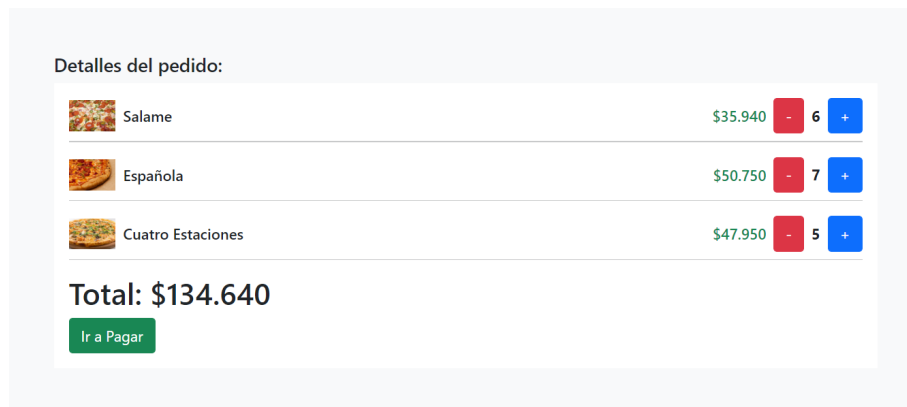 Detalles del pedido:
Salame $35.940 - 6 +
Española $50.750 - 7 +
Cuatro Estaciones $47.950 - 5 +
Total: $134.640
Ir a Pagar